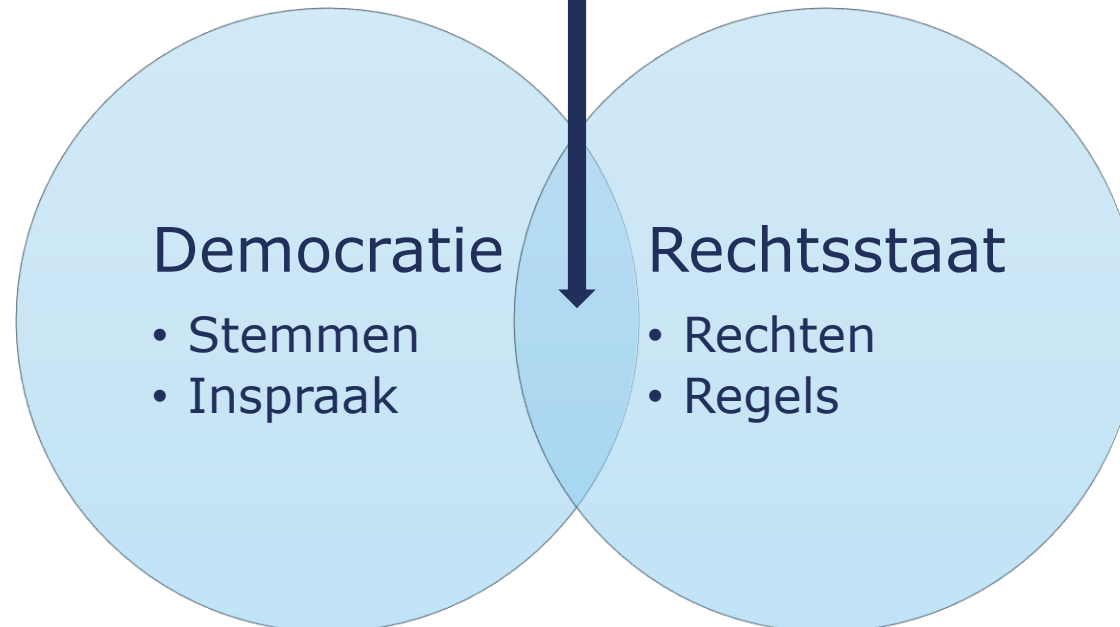 Democratie
• Stemmen
• Inspraak
Rechtsstaat
• Rechten
• Regels